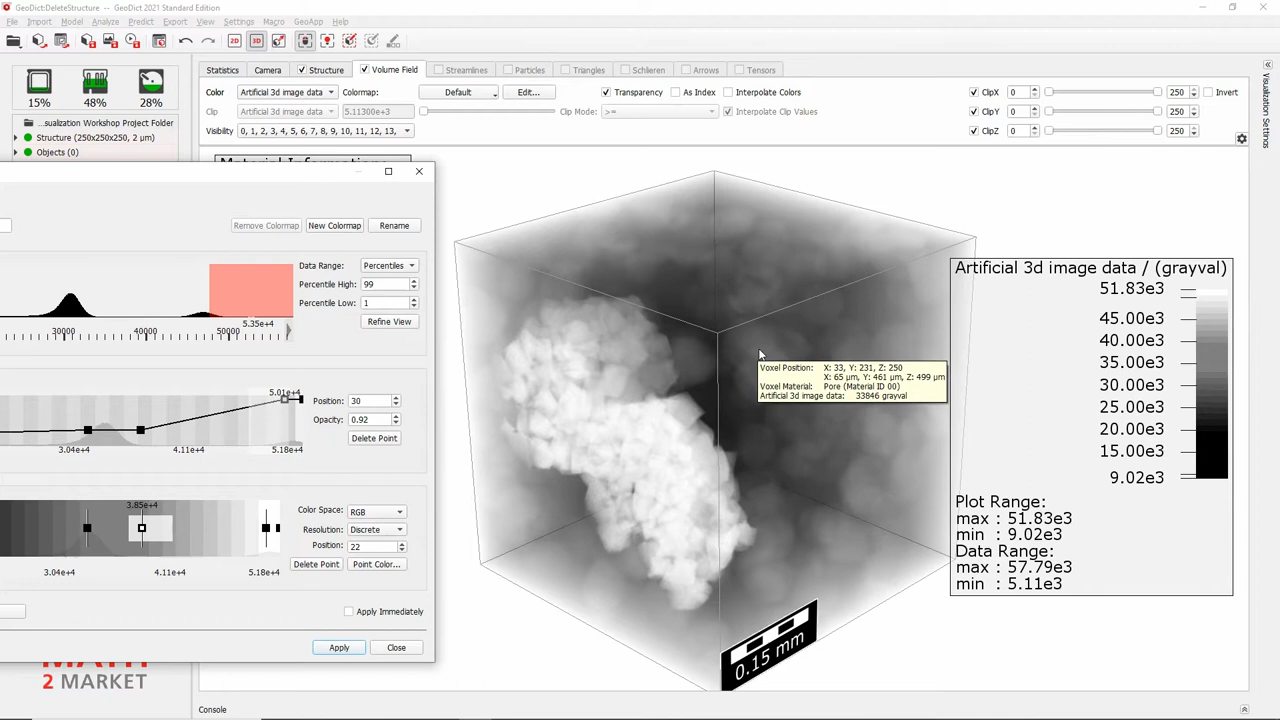 GeoDict:DeleteStructure -- GeoDict 2021 Standard Edition
File Import Model Analyze Predict Export View Settings Macro GeoApp Help
2D 3D
Statistics Camera Structure Volume Field Streamlines Particles Triangles Schlieren Arrows Tensors
15% 48% 28%
Color Artificial 3d image data Colormap: Default Edit... Transparency As Index Interpolate Colors ClipX 0 250 Invert
Clip Artificial 3d image data 5.11300e+3 Clip Mode: >= Interpolate Clip Values ClipY 0 250
Visibility 0, 1, 2, 3, 4, 5, 6, 7, 8, 9, 10, 11, 12, 13, ClipZ 0 250
...ualization Workshop Project Folder
Structure (250x250x250, 2 µm)
Objects (0)
Visualization Settings
Material Information
Remove Colormap New Colormap Rename
Data Range: Percentiles
Percentile High: 99
Percentile Low: 1
Refine View
5.35e+4
30000 40000 50000
5.01e+4
Position: 30
Opacity: 0.92
Delete Point
3.04e+4 4.11e+4 5.18e+4
3.85e+4
Color Space: RGB
Resolution: Discrete
Position: 22
Delete Point Point Color...
3.04e+4 4.11e+4 5.18e+4
Apply Immediately
Apply Close
2 MARKET
Voxel Position: X: 33, Y: 231, Z: 250
X: 65 µm, Y: 461 µm, Z: 499 µm
Voxel Material: Pore (Material ID 00)
Artificial 3d image data: 33846 grayval
0.15 mm
Artificial 3d image data / (grayval)
51.83e3
45.00e3
40.00e3
35.00e3
30.00e3
25.00e3
20.00e3
15.00e3
9.02e3
Plot Range:
max : 51.83e3
min : 9.02e3
Data Range:
max : 57.79e3
min : 5.11e3
Console